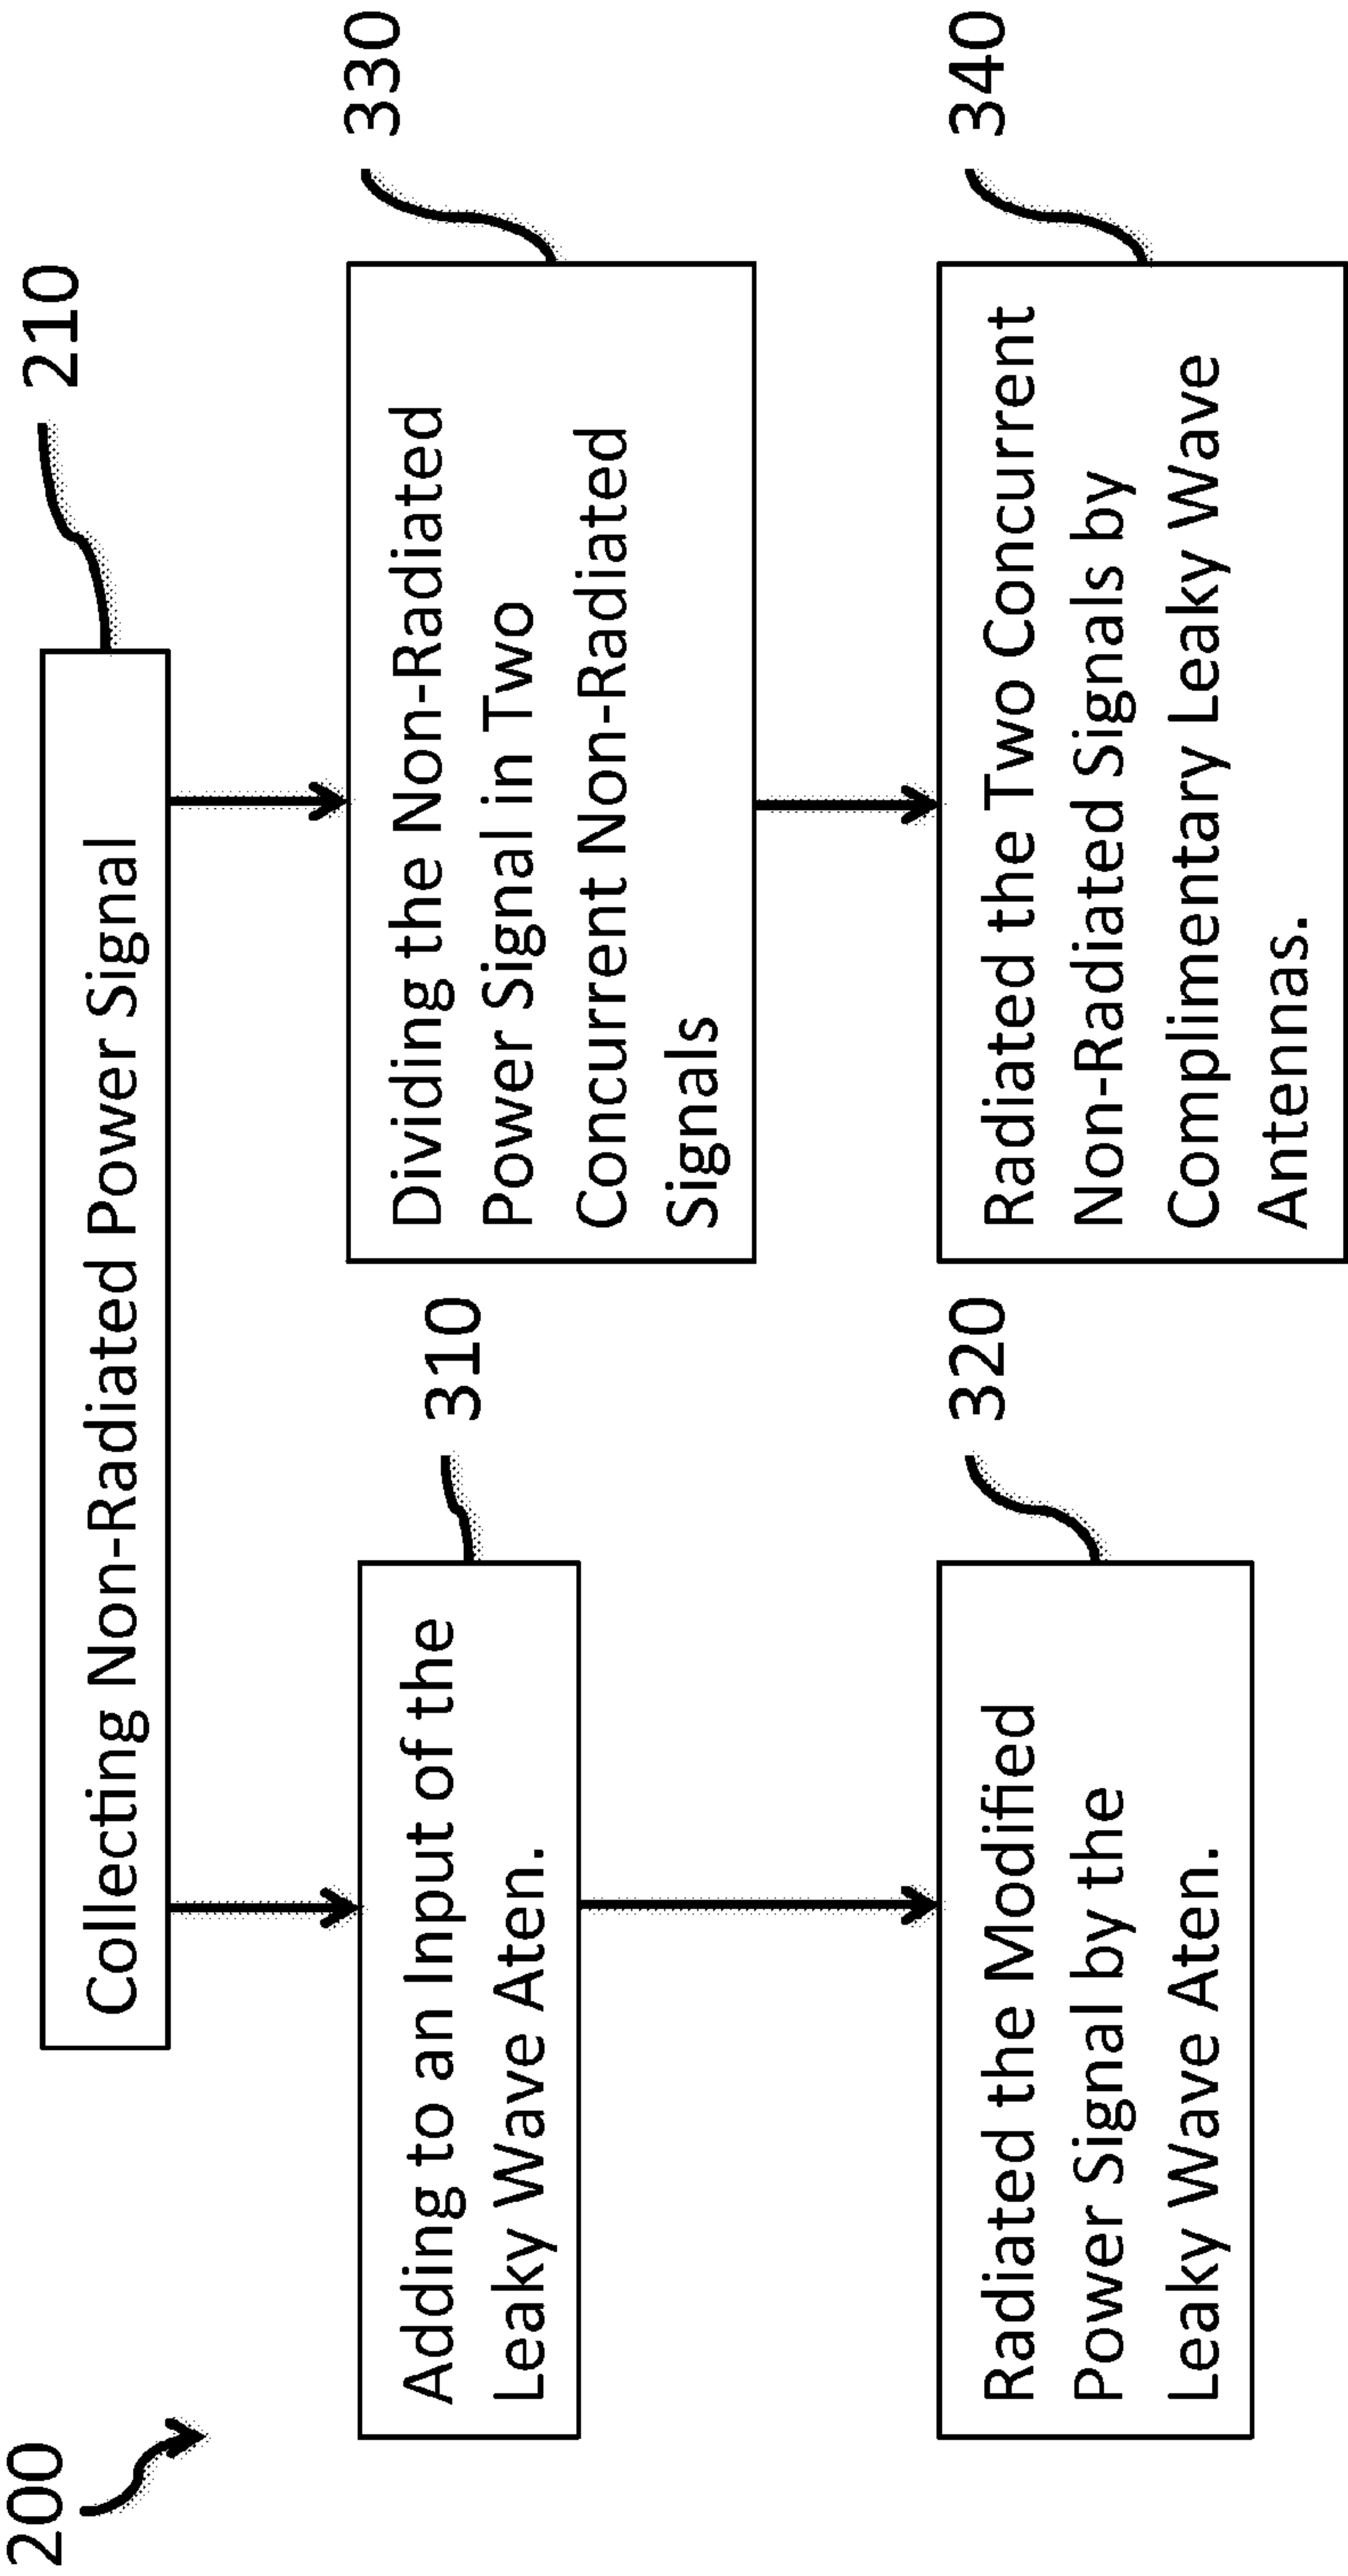 200
210
Collecting Non-Radiated Power Signal
310
Adding to an Input of the
Leaky Wave Aten.
330
Dividing the Non-Radiated
Power Signal in Two
Concurrent Non-Radiated
Signals
320
Radiated the Modified
Power Signal by the
Leaky Wave Aten.
340
Radiated the Two Concurrent
Non-Radiated Signals by
Complimentary Leaky Wave
Antennas.